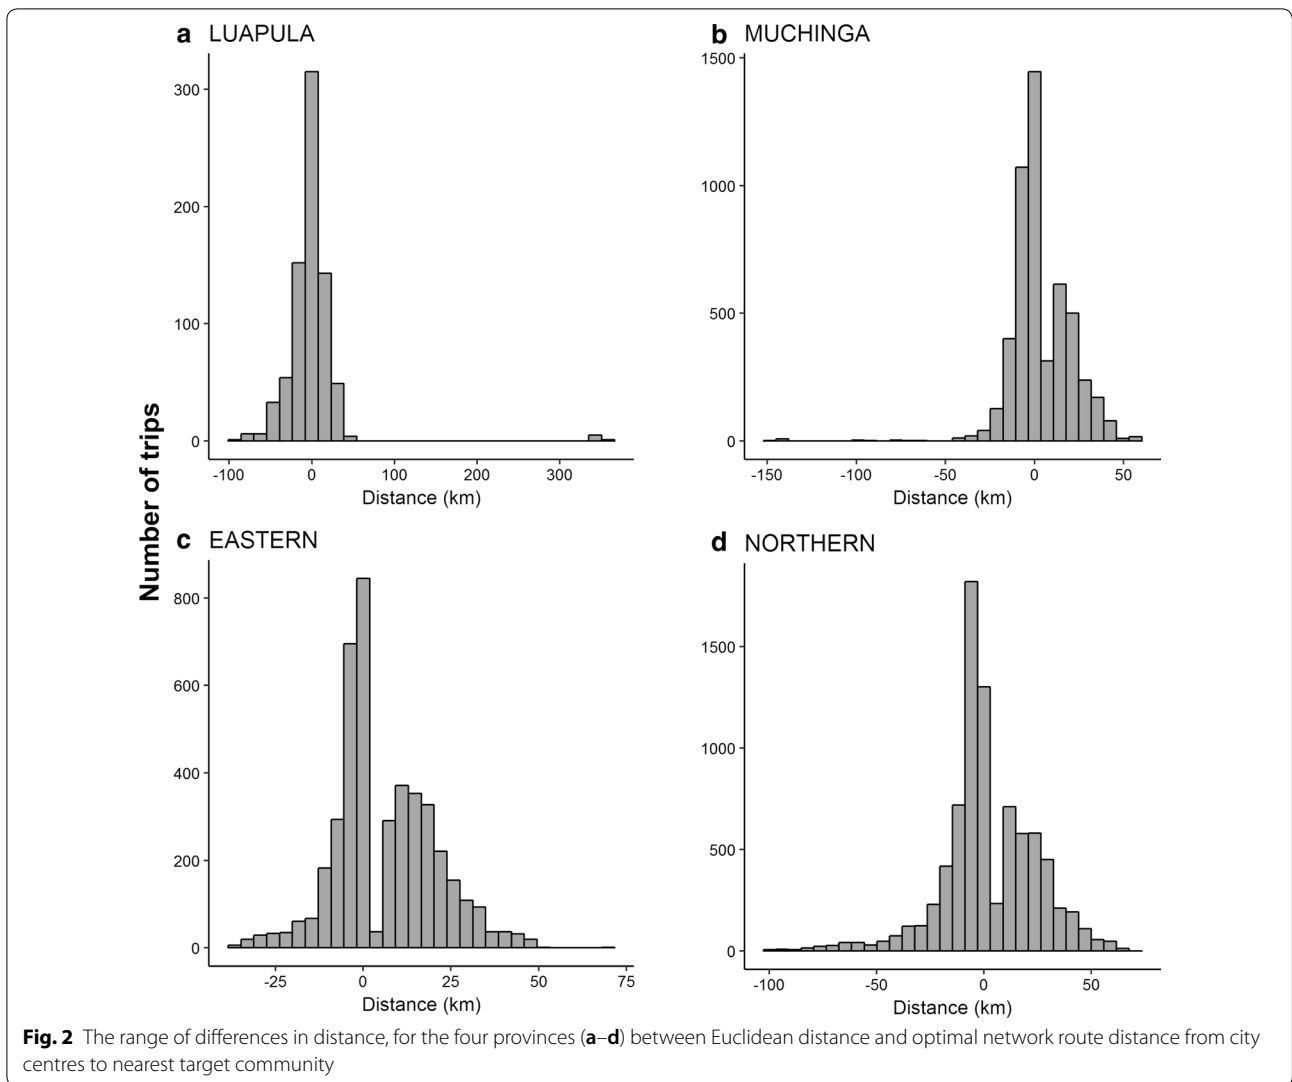 a LUAPULA
300
200
100
0
-100 0 100 200 300
Distance (km)
b MUCHINGA
1500
1000
500
0
-150 -100 -50 0 50
Distance (km)
Number of trips
c EASTERN
800
600
400
200
0
-25 0 25 50 75
Distance (km)
d NORTHERN
1500
1000
500
0
-100 -50 0 50
Distance (km)
Fig. 2 The range of differences in distance, for the four provinces (a–d) between Euclidean distance and optimal network route distance from city
centres to nearest target community